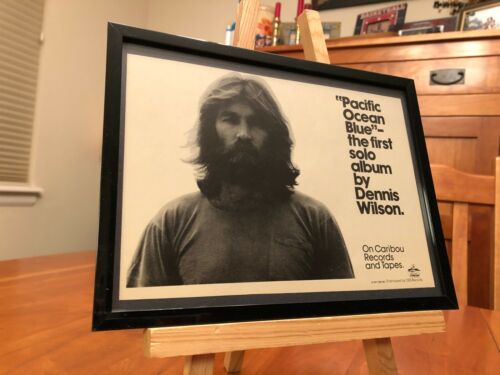 "Pacific
Ocean
Blue"–
the first
solo
album
by
Dennis
Wilson.
On Caribou
Records
and Tapes.